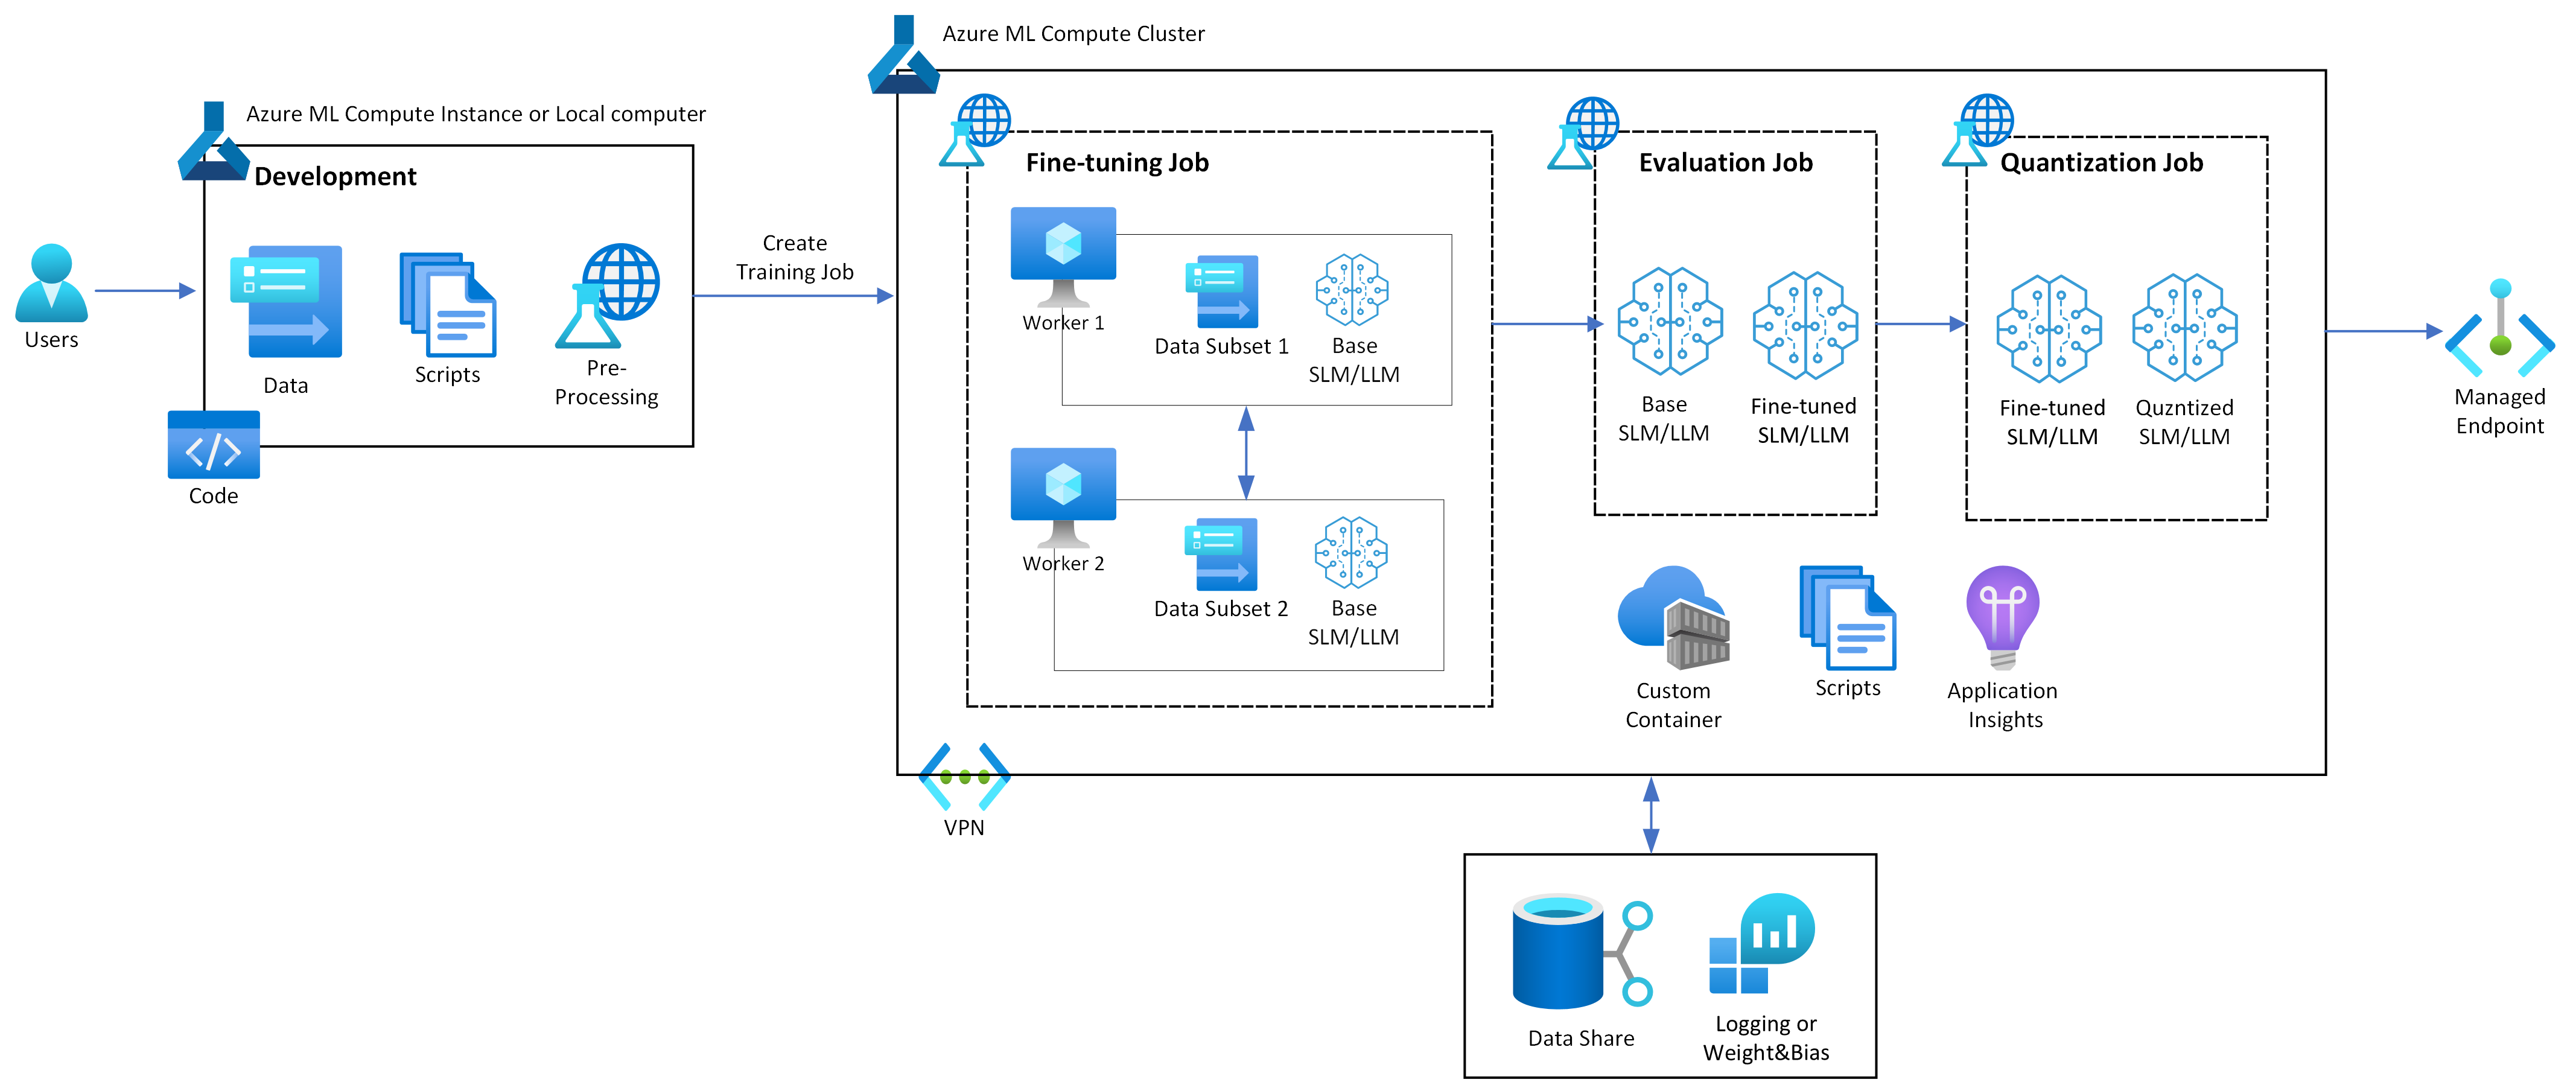 Azure ML Compute Cluster
Azure ML Compute Instance or Local computer
Development
Users
Data
Scripts
Pre-
Processing
Code
Create
Training Job
Fine-tuning Job
Worker 1
Data Subset 1
Base
SLM/LLM
Worker 2
Data Subset 2
Base
SLM/LLM
Evaluation Job
Base
SLM/LLM
Fine-tuned
SLM/LLM
Quantization Job
Fine-tuned
SLM/LLM
Quzntized
SLM/LLM
Custom
Container
Scripts
Application
Insights
VPN
Managed
Endpoint
Data Share
Logging or
Weight&Bias